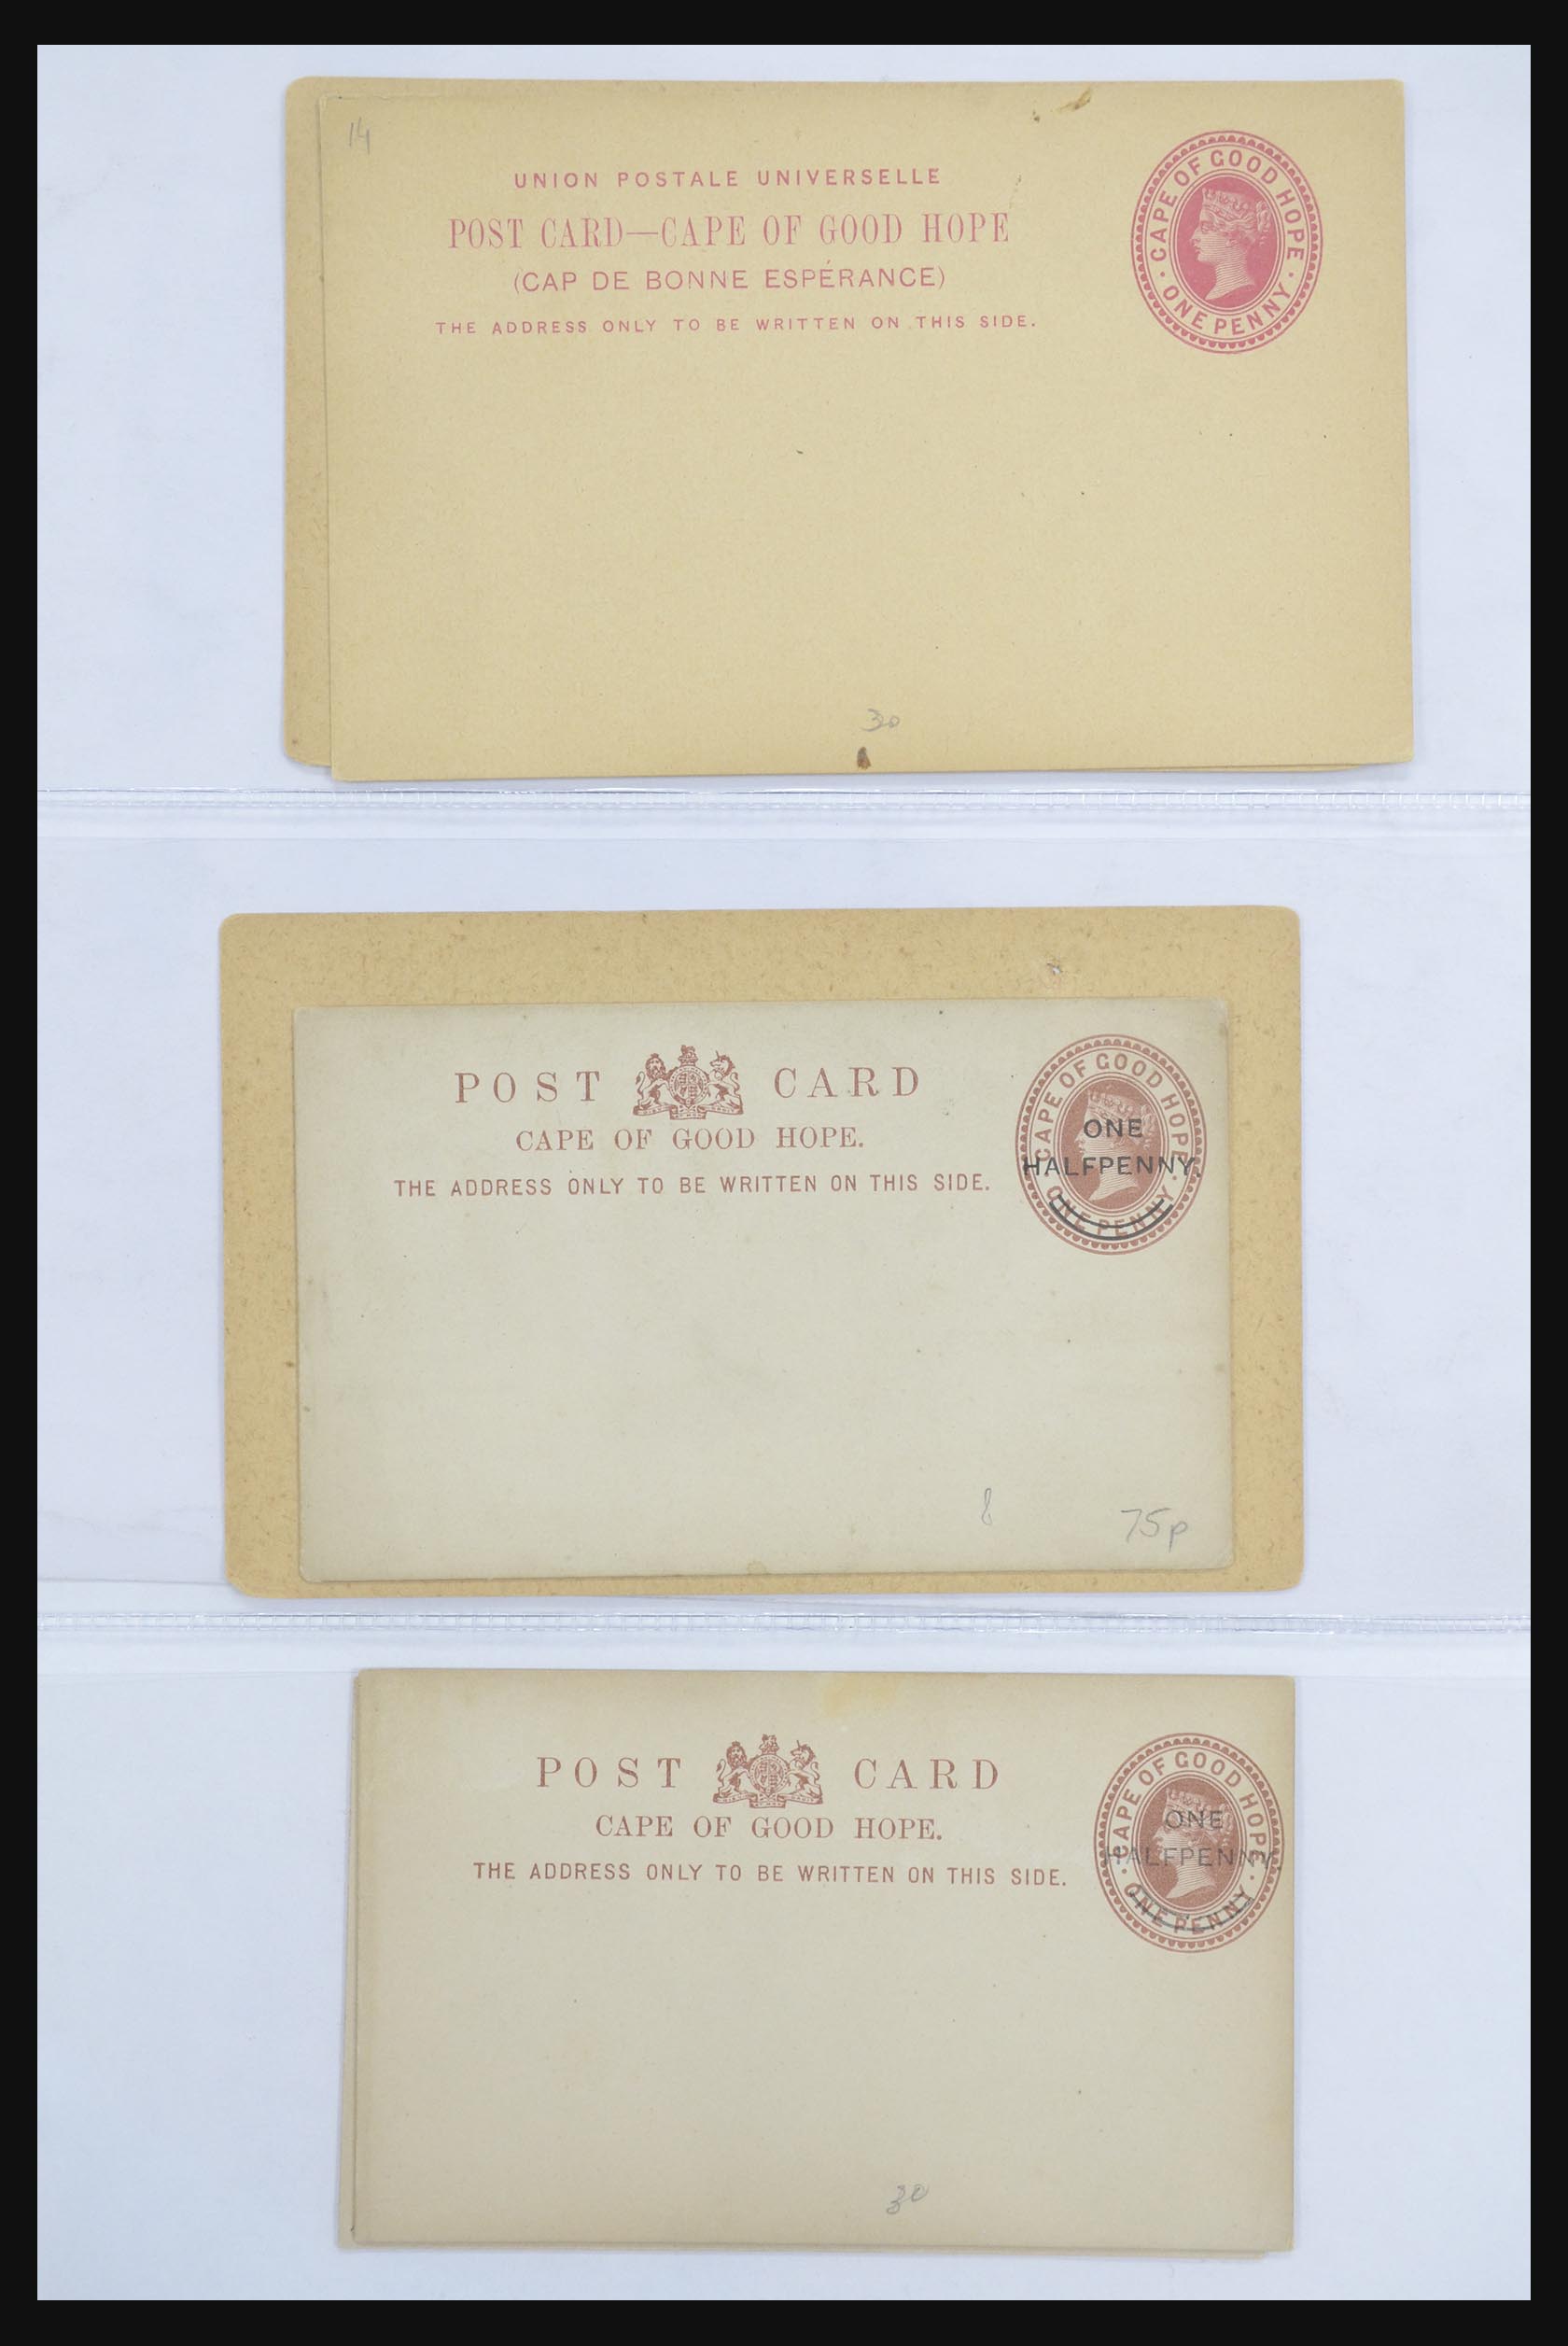 14
UNION POSTALE UNIVERSELLE
POST CARD—CAPE OF GOOD HOPE
(CAP DE BONNE ESPÉRANCE)
THE ADDRESS ONLY TO BE WRITTEN ON THIS SIDE.
CAPE OF GOOD HOPE
ONE PENNY
30
POST CARD
CAPE OF GOOD HOPE.
THE ADDRESS ONLY TO BE WRITTEN ON THIS SIDE.
CAPE OF GOOD HOPE
ONE
HALFPENNY.
ONE PENNY
8
75p
POST CARD
CAPE OF GOOD HOPE.
THE ADDRESS ONLY TO BE WRITTEN ON THIS SIDE.
CAPE OF GOOD HOPE
ONE
HALFPENNY.
ONE PENNY
30